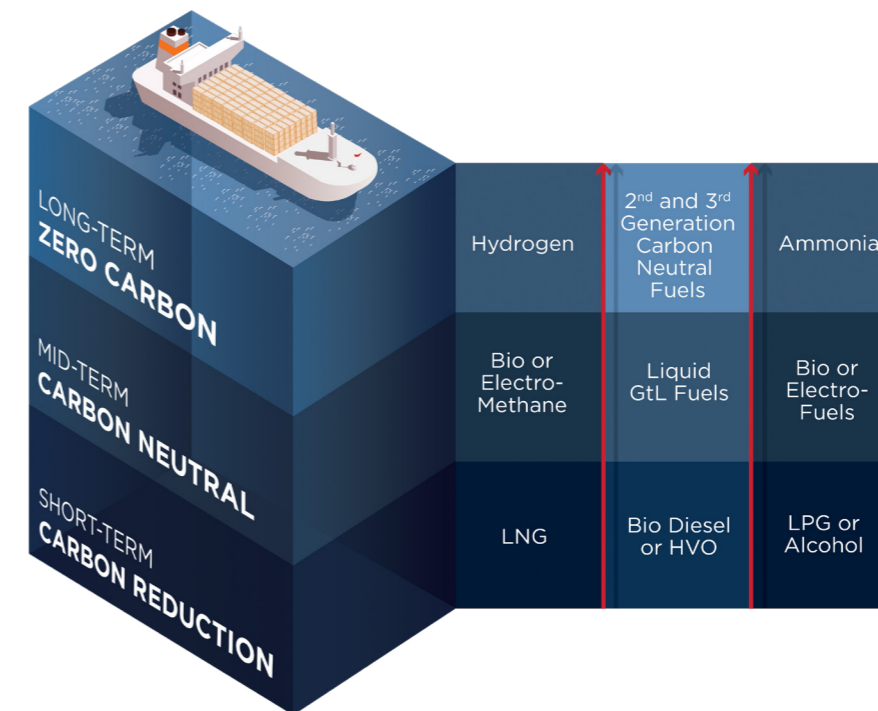 LONG-TERM
ZERO CARBON
MID-TERM
CARBON NEUTRAL
SHORT-TERM
CARBON REDUCTION
Hydrogen
2nd and 3rd
Generation
Carbon
Neutral
Fuels
Ammonia
Bio or
Electro-
Methane
Liquid
GtL Fuels
Bio or
Electro-
Fuels
LNG
Bio Diesel
or HVO
LPG or
Alcohol